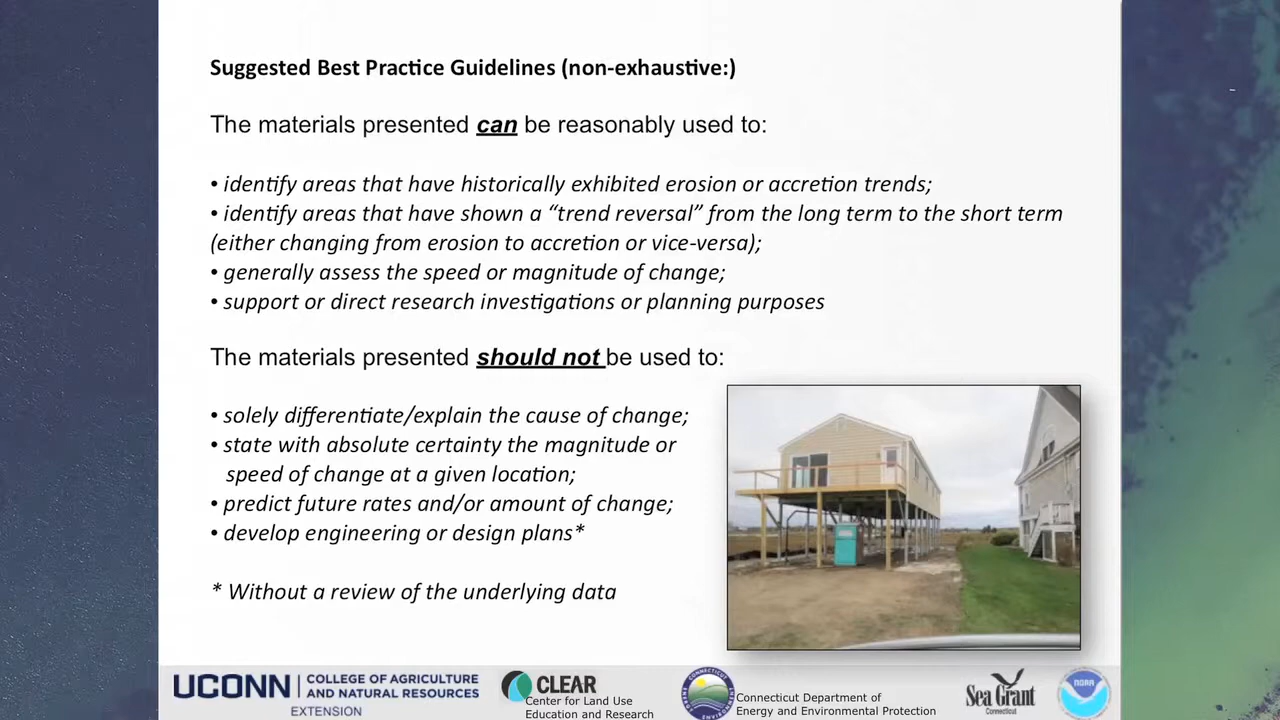 Suggested Best Practice Guidelines (non-exhaustive:)
The materials presented can be reasonably used to:
• identify areas that have historically exhibited erosion or accretion trends;
• identify areas that have shown a “trend reversal” from the long term to the short term
(either changing from erosion to accretion or vice-versa);
• generally assess the speed or magnitude of change;
• support or direct research investigations or planning purposes
The materials presented should not be used to:
• solely differentiate/explain the cause of change;
• state with absolute certainty the magnitude or
speed of change at a given location;
• predict future rates and/or amount of change;
• develop engineering or design plans*
* Without a review of the underlying data
UCONN
COLLEGE OF AGRICULTURE
AND NATURAL RESOURCES
EXTENSION
CLEAR
Center for Land Use
Education and Research
Connecticut Department of
Energy and Environmental Protection
Sea Grant
Connecticut
NOAA